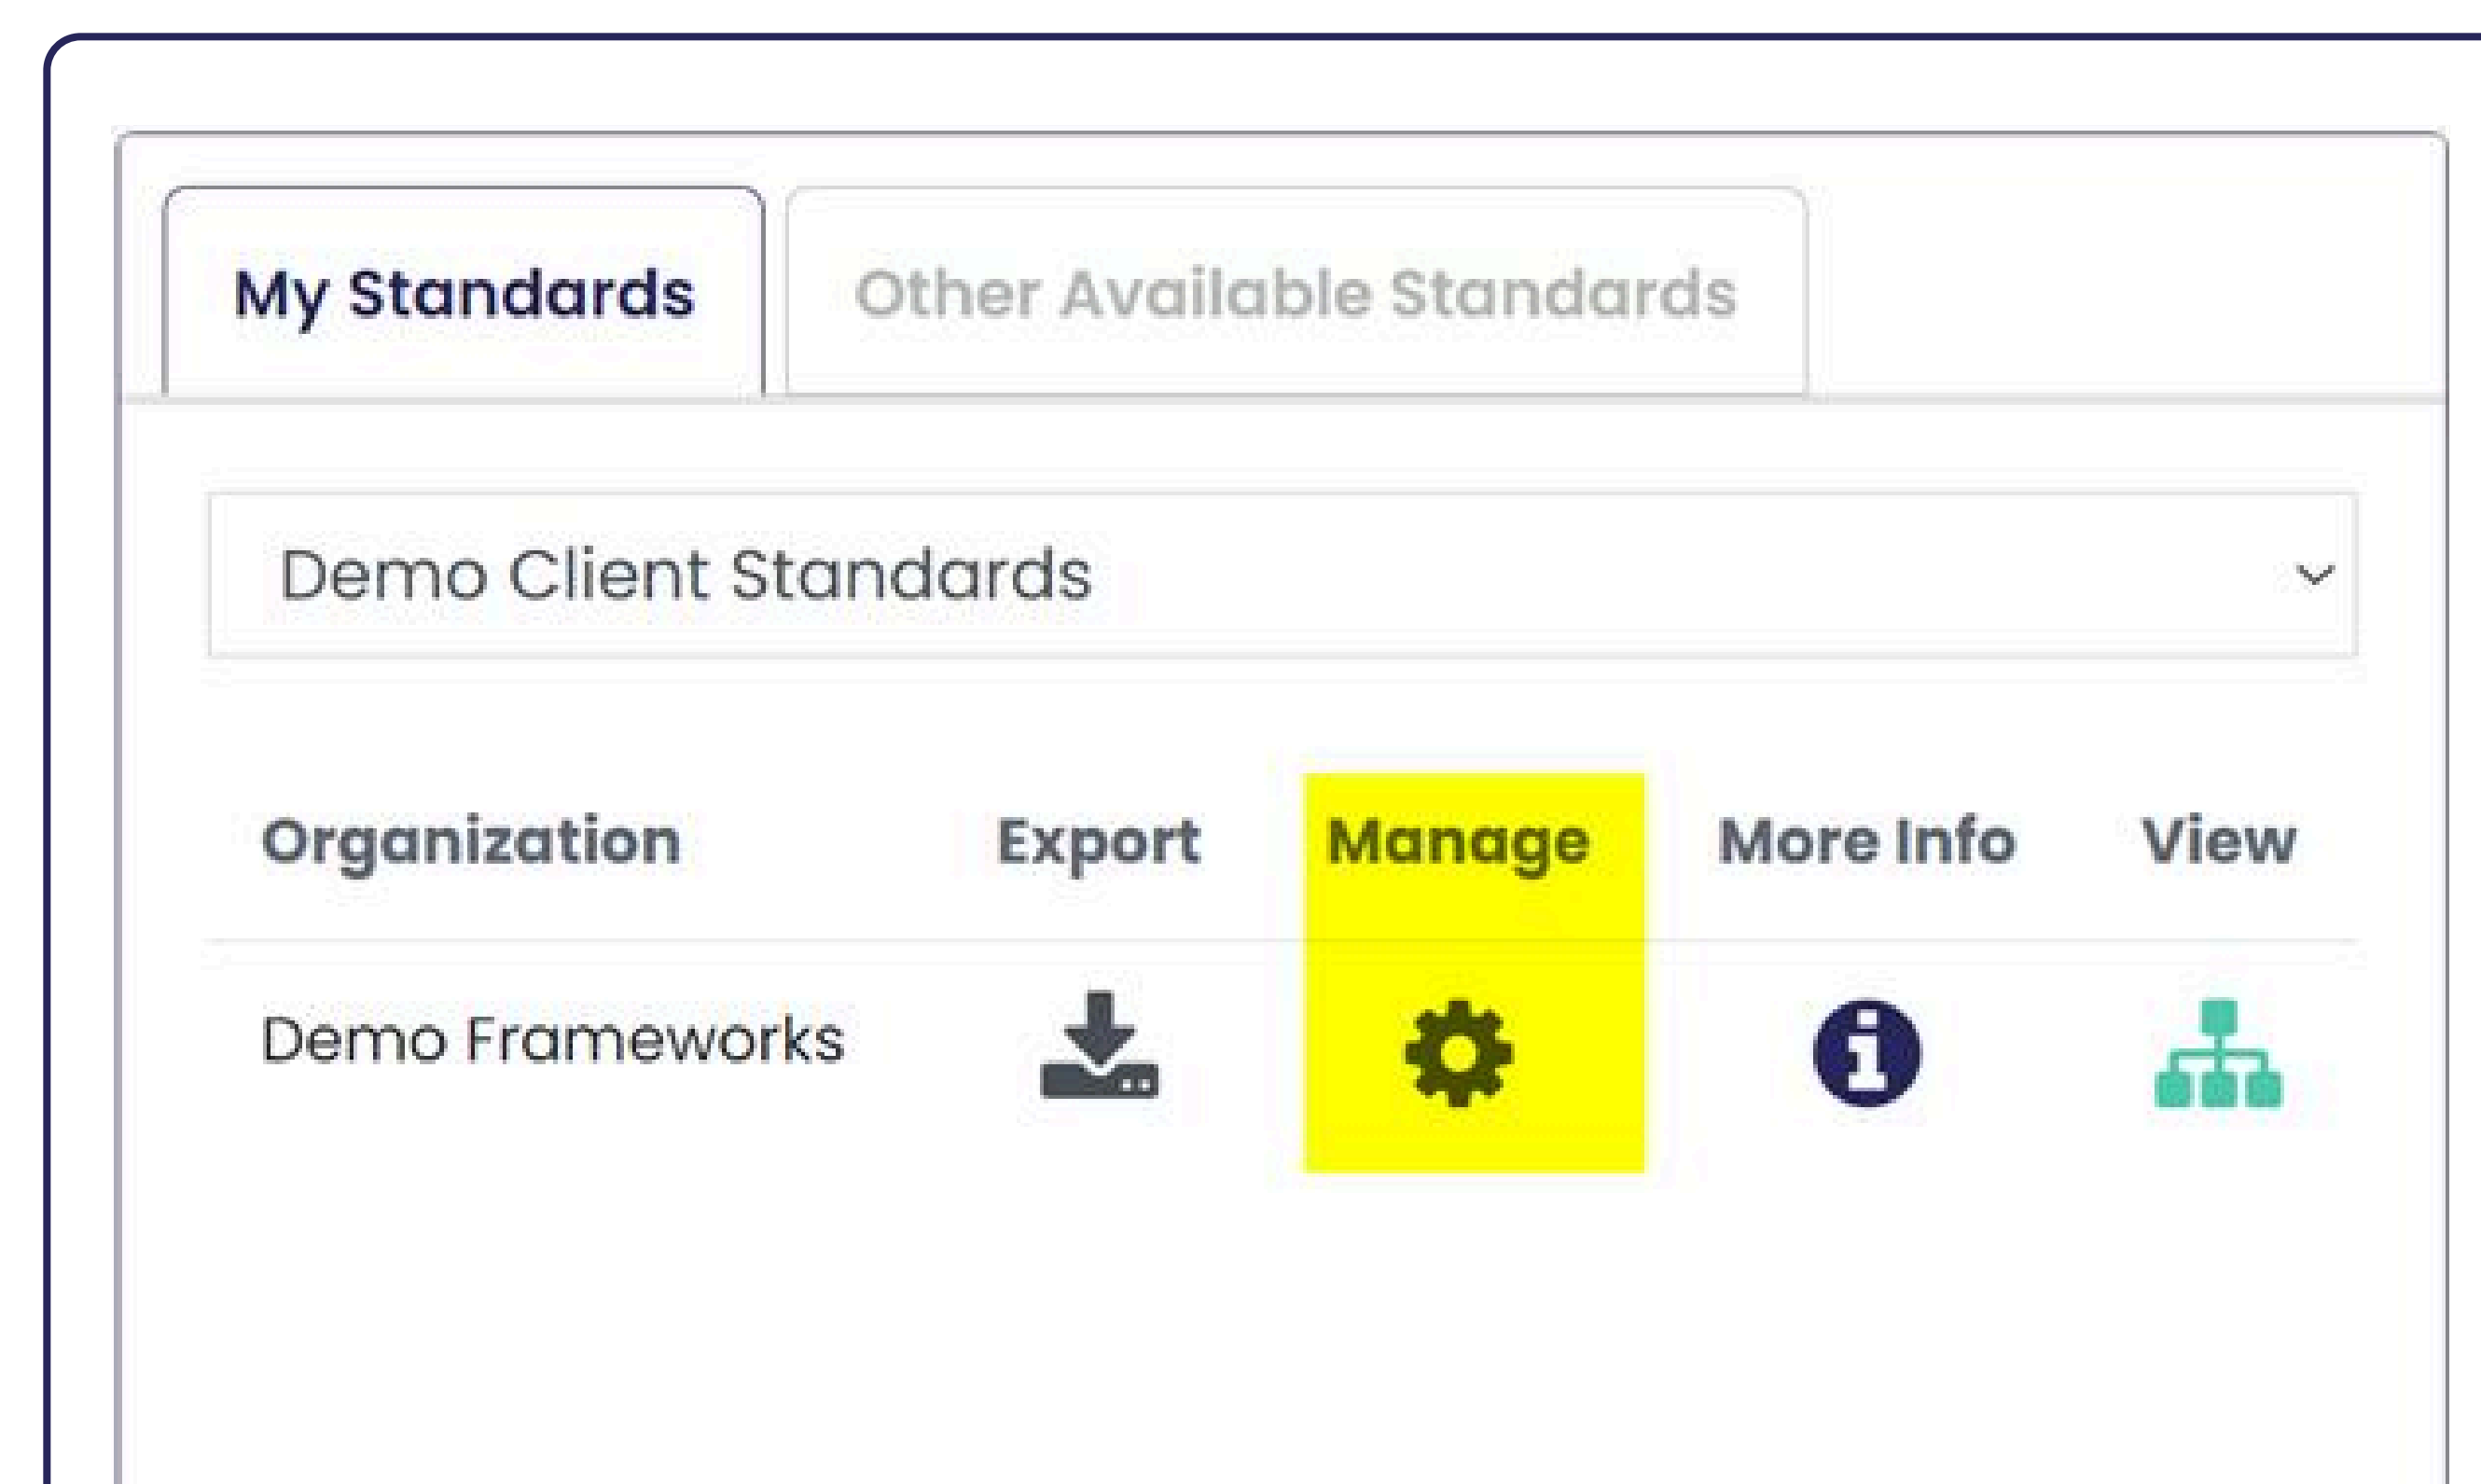 My Standards Other Available Standards
Demo Client Standards
Organization Export Manage More Info View
Demo Frameworks